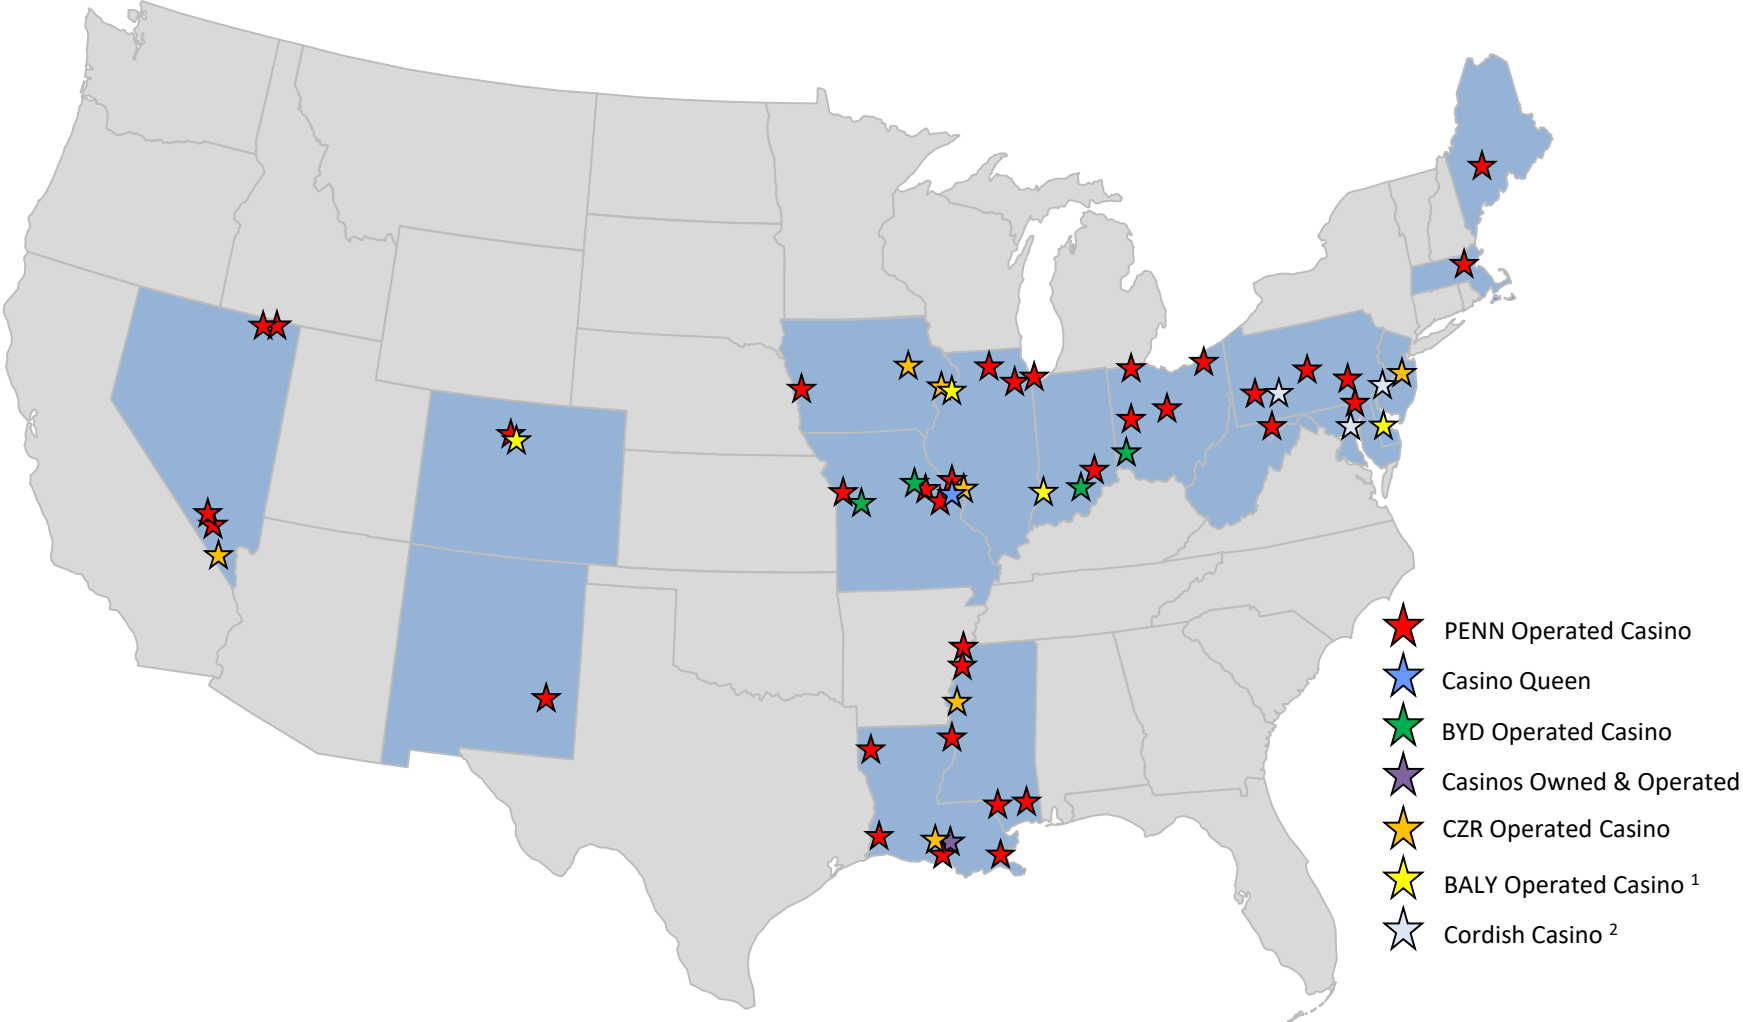 PENN Operated Casino
Casino Queen
BYD Operated Casino
Casinos Owned & Operated
CZR Operated Casino
BALY Operated Casino 1
Cordish Casino 2